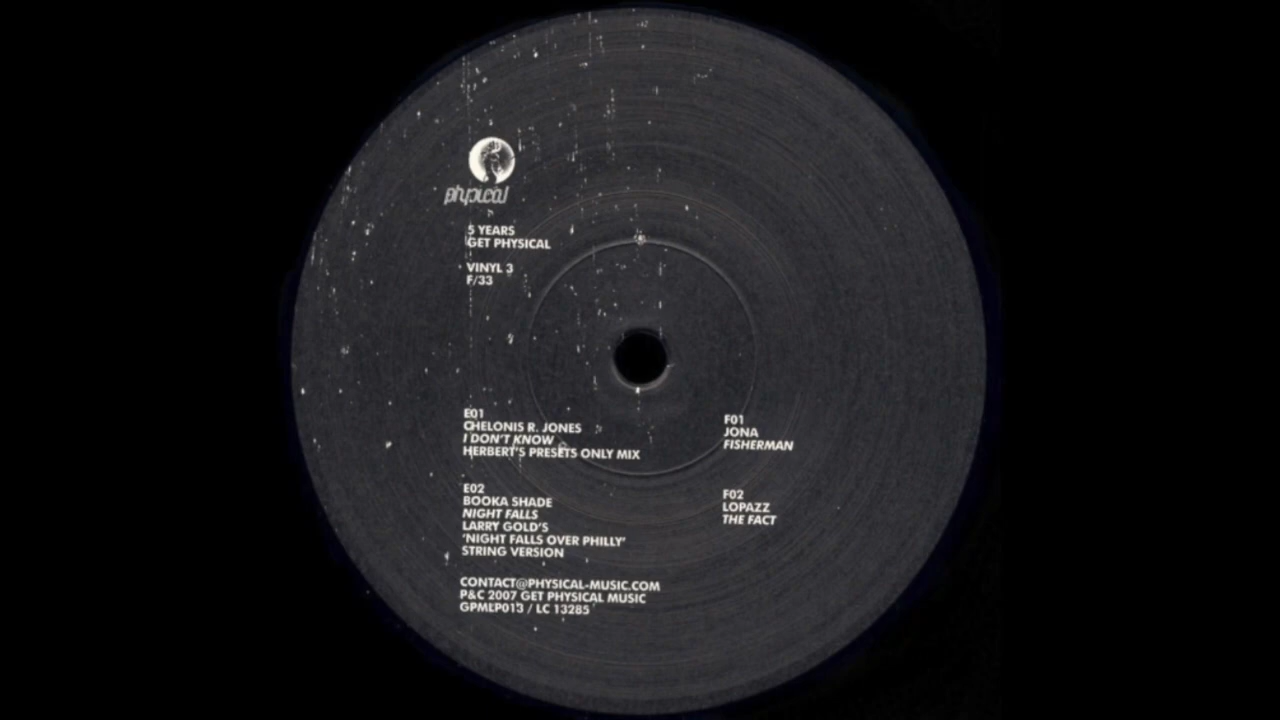 physical
5 YEARS
GET PHYSICAL
VINYL 3
F/33
E01
CHELONIS R. JONES
I DON'T KNOW
HERBERT'S PRESETS ONLY MIX
E02
BOOKA SHADE
NIGHT FALLS
LARRY GOLD'S
'NIGHT FALLS OVER PHILLY'
STRING VERSION
F01
JONA
FISHERMAN
F02
LOPAZZ
THE FACT
CONTACT@PHYSICAL-MUSIC.COM
P&C 2007 GET PHYSICAL MUSIC
GPMLP013 / LC 13285